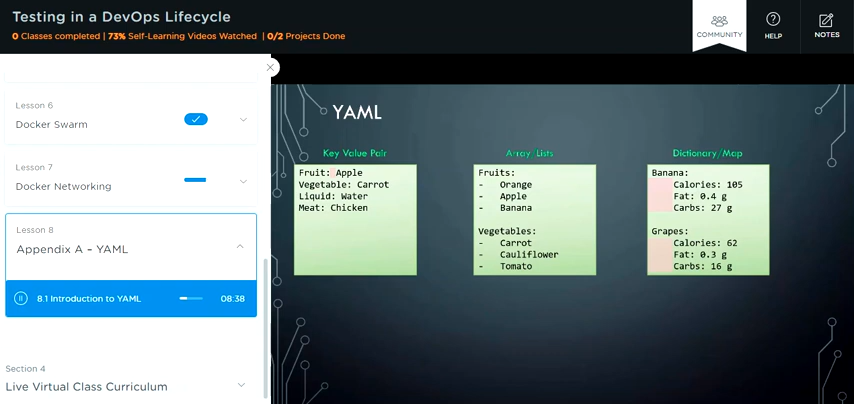 Testing in a DevOps Lifecycle
0 Classes completed | 73% Self-Learning Videos Watched | 0/2 Projects Done
COMMUNITY
HELP
NOTES
Lesson 6
Docker Swarm
Lesson 7
Docker Networking
Lesson 8
Appendix A – YAML
8.1 Introduction to YAML 08:38
Section 4
Live Virtual Class Curriculum
YAML
Key Value Pair
Fruit: Apple
Vegetable: Carrot
Liquid: Water
Meat: Chicken
Array Lists
Fruits:
- Orange
- Apple
- Banana
Vegetables:
- Carrot
- Cauliflower
- Tomato
Dictionary/Map
Banana:
Calories: 105
Fat: 0.4 g
Carbs: 27 g
Grapes:
Calories: 62
Fat: 0.3 g
Carbs: 16 g